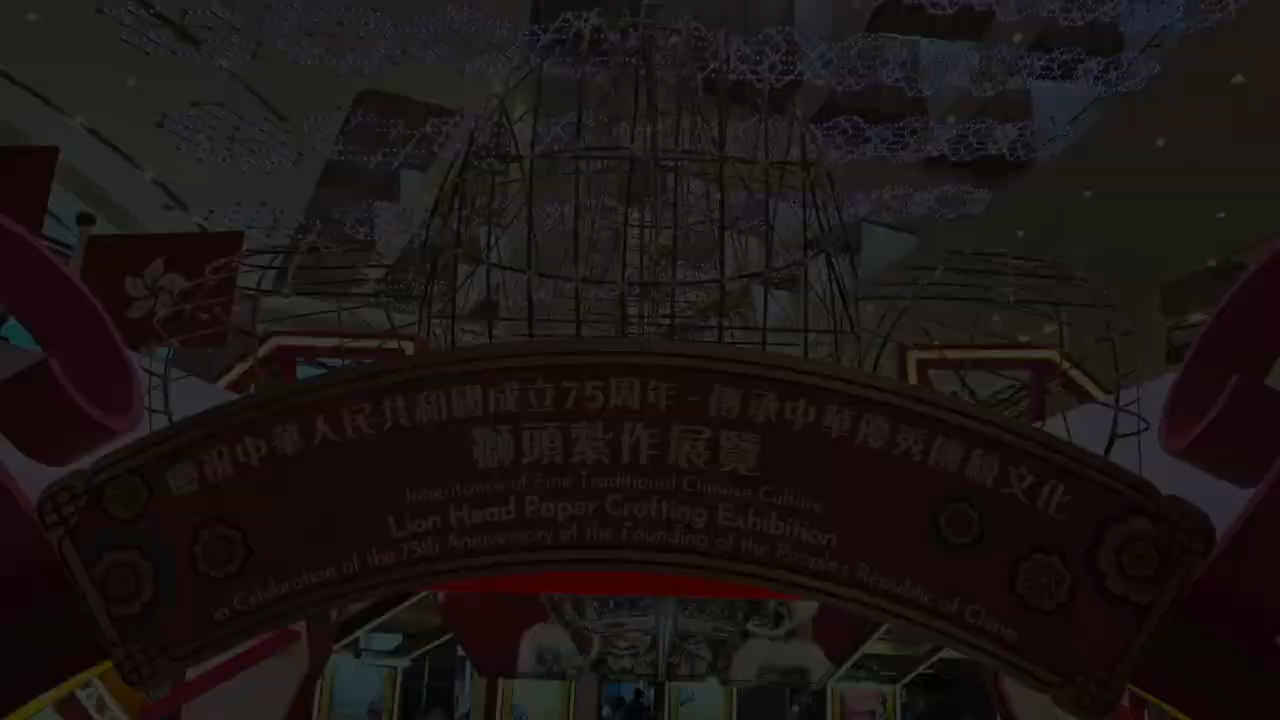 慶祝中華人民共和國成立75周年 - 傳承中華優秀傳統文化
獅頭紮作展覽
Inheritance of Fine Traditional Chinese Culture
Lion Head Paper Crafting Exhibition
in Celebration of the 75th Anniversary of the Founding of the People's Republic of China